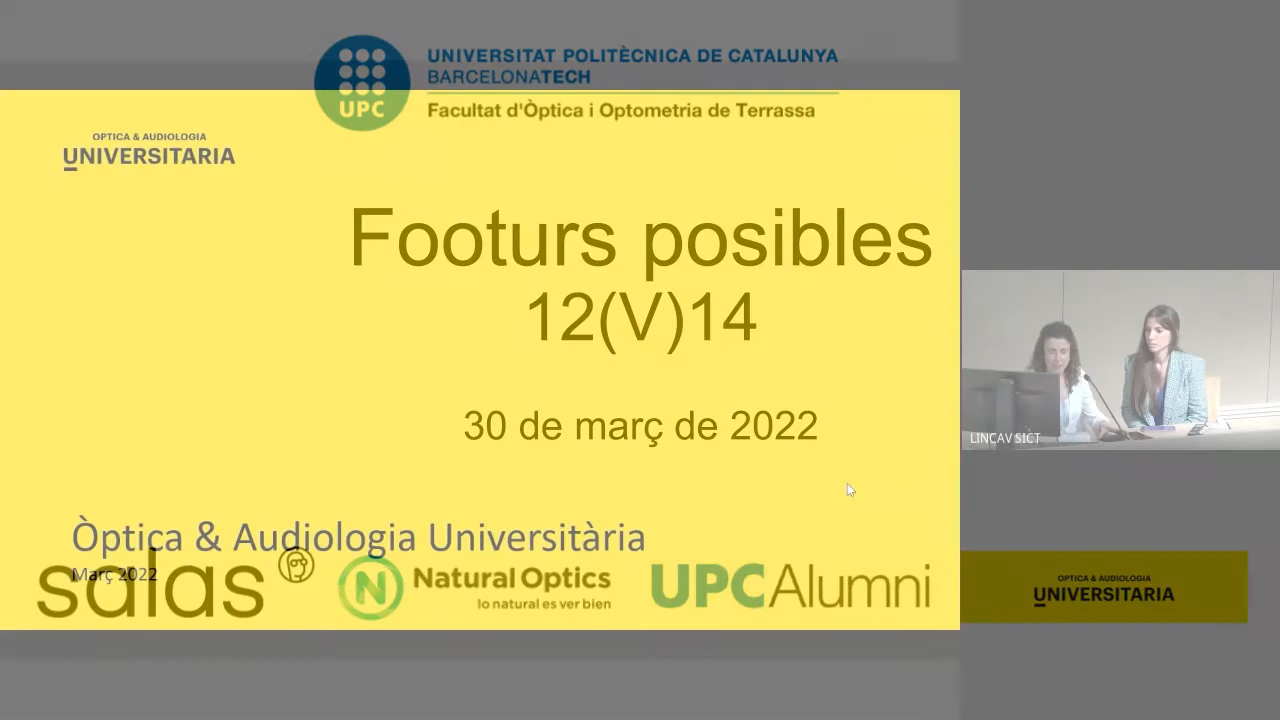 UNIVERSITAT POLITÈCNICA DE CATALUNYA
BARCELONATECH
UPC
Facultat d'Òptica i Optometria de Terrassa
OPTICA & AUDIOLOGIA
UNIVERSITARIA
Footurs posibles
12(V)14
30 de març de 2022
LINCAV SICT
Òptica & Audiologia Universitària
Març 2022
salas
N
Natural Optics
lo natural es ver bien
UPCAlumni
OPTICA & AUDIOLOGIA
UNIVERSITARIA